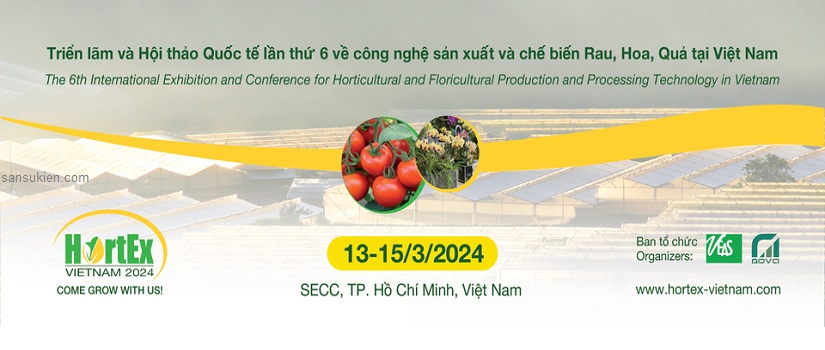 Triển lãm và Hội thảo Quốc tế lần thứ 6 về công nghệ sản xuất và chế biến Rau, Hoa, Quả tại Việt Nam
The 6th International Exhibition and Conference for Horticultural and Floricultural Production and Processing Technology in Vietnam
sansukien.com
HortEx
VIETNAM 2024
COME GROW WITH US!
13-15/3/2024
SECC, TP. Hồ Chí Minh, Việt Nam
Ban tổ chức
Organizers:
VEAS
GOVA
www.hortex-vietnam.com